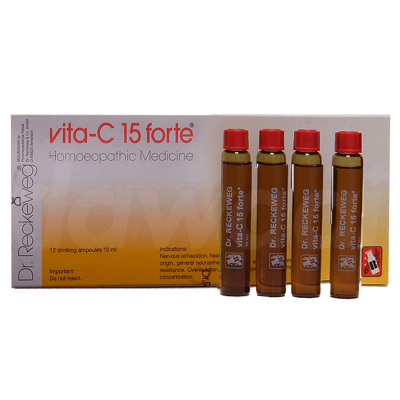 vita-C 15 forte®
Homoeopathic Medicine
Dr. Reckeweg
12 drinking ampoules 10 ml
Important:
Do not inject.
Indications:
Nervous exhaustion,
origin, general
resistance.
concentration,
Dr. RECKEWEG
vita-C 15 forte®
Dr. RECKEWEG
vita-C 15 forte®
Dr. RECKEWEG
vita-C 15 forte®
Dr. RECKEWEG
vita-C 15 forte®